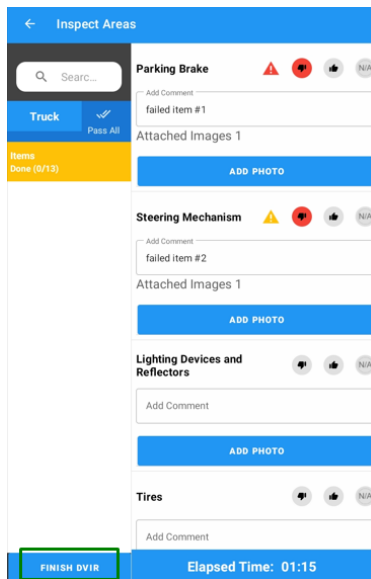 Inspect Areas
Searc...
Truck
Pass All
Items
Done (0/13)
Parking Brake
N/A
Add Comment
failed item #1
Attached Images 1
ADD PHOTO
Steering Mechanism
N/A
Add Comment
failed item #2
Attached Images 1
ADD PHOTO
Lighting Devices and
Reflectors
N/A
Add Comment
ADD PHOTO
Tires
N/A
Add Comment
FINISH DVIR
Elapsed Time: 01:15